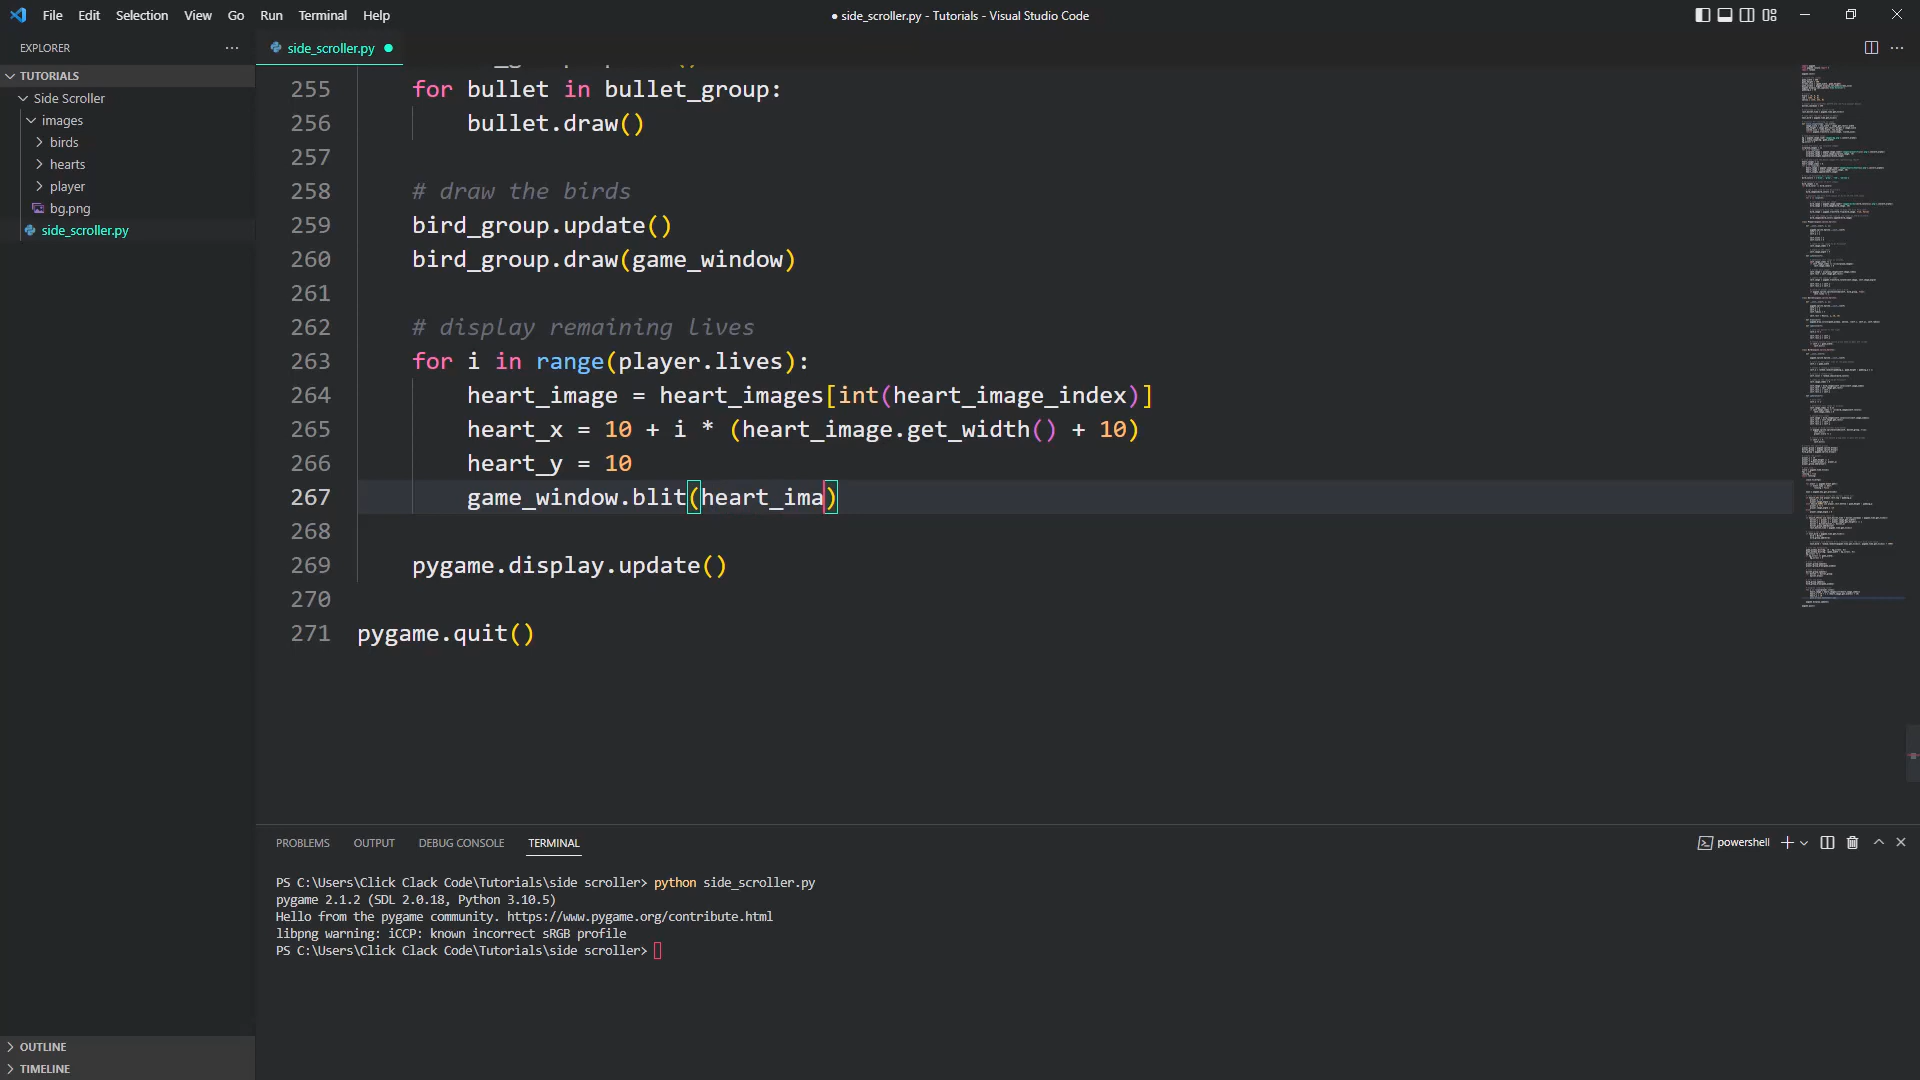 File Edit Selection View Go Run Terminal Help
● side_scroller.py - Tutorials - Visual Studio Code
EXPLORER
TUTORIALS
Side Scroller
images
birds
hearts
player
bg.png
side_scroller.py
OUTLINE
TIMELINE
side_scroller.py
255 for bullet in bullet_group:
256 bullet.draw()
257
258 # draw the birds
259 bird_group.update()
260 bird_group.draw(game_window)
261
262 # display remaining lives
263 for i in range(player.lives):
264 heart_image = heart_images[int(heart_image_index)]
265 heart_x = 10 + i * (heart_image.get_width() + 10)
266 heart_y = 10
267 game_window.blit(heart_ima)
268
269 pygame.display.update()
270
271 pygame.quit()
PROBLEMS OUTPUT DEBUG CONSOLE TERMINAL
powershell
PS C:\Users\Click Clack Code\Tutorials\side scroller> python side_scroller.py
pygame 2.1.2 (SDL 2.0.18, Python 3.10.5)
Hello from the pygame community. https://www.pygame.org/contribute.html
libpng warning: iCCP: known incorrect sRGB profile
PS C:\Users\Click Clack Code\Tutorials\side scroller>